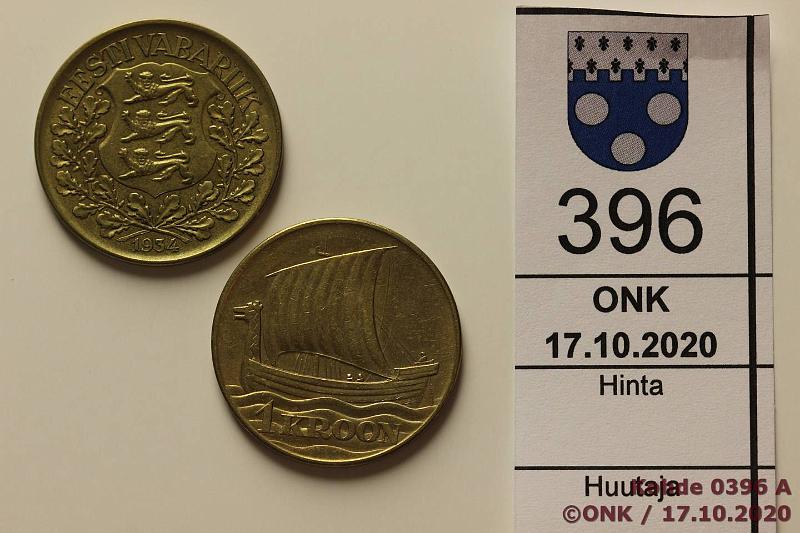 EESTI VABARIIK
1934
1 KROON
396
ONK
17.10.2020
Hinta
Huutaja
Kohde 0396 A
©ONK / 17.10.2020